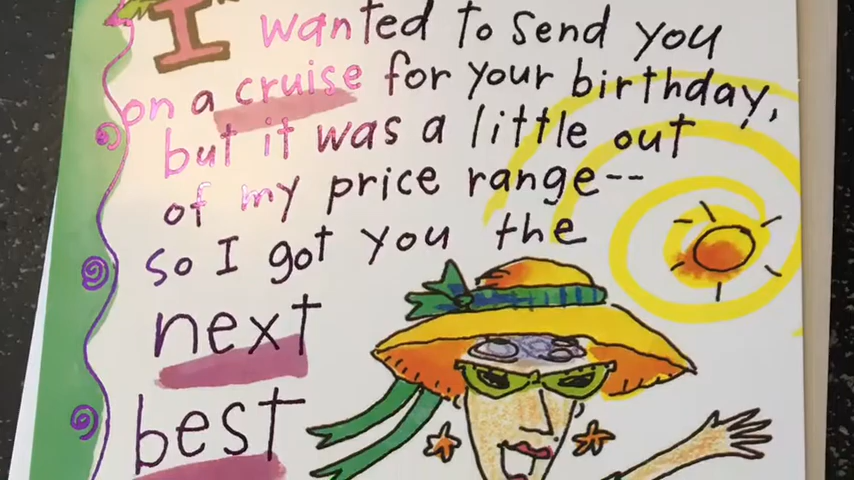 I wanted to send you
on a cruise for your birthday,
but it was a little out
of my price range--
so I got you the
next
best